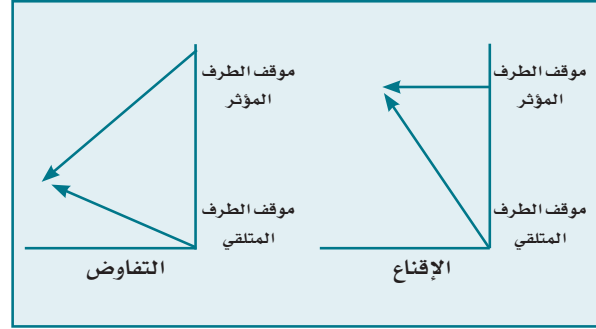 موقف الطرف
المؤثر
موقف الطرف
المتلقي
الإقناع
موقف الطرف
المؤثر
موقف الطرف
المتلقي
التفاوض